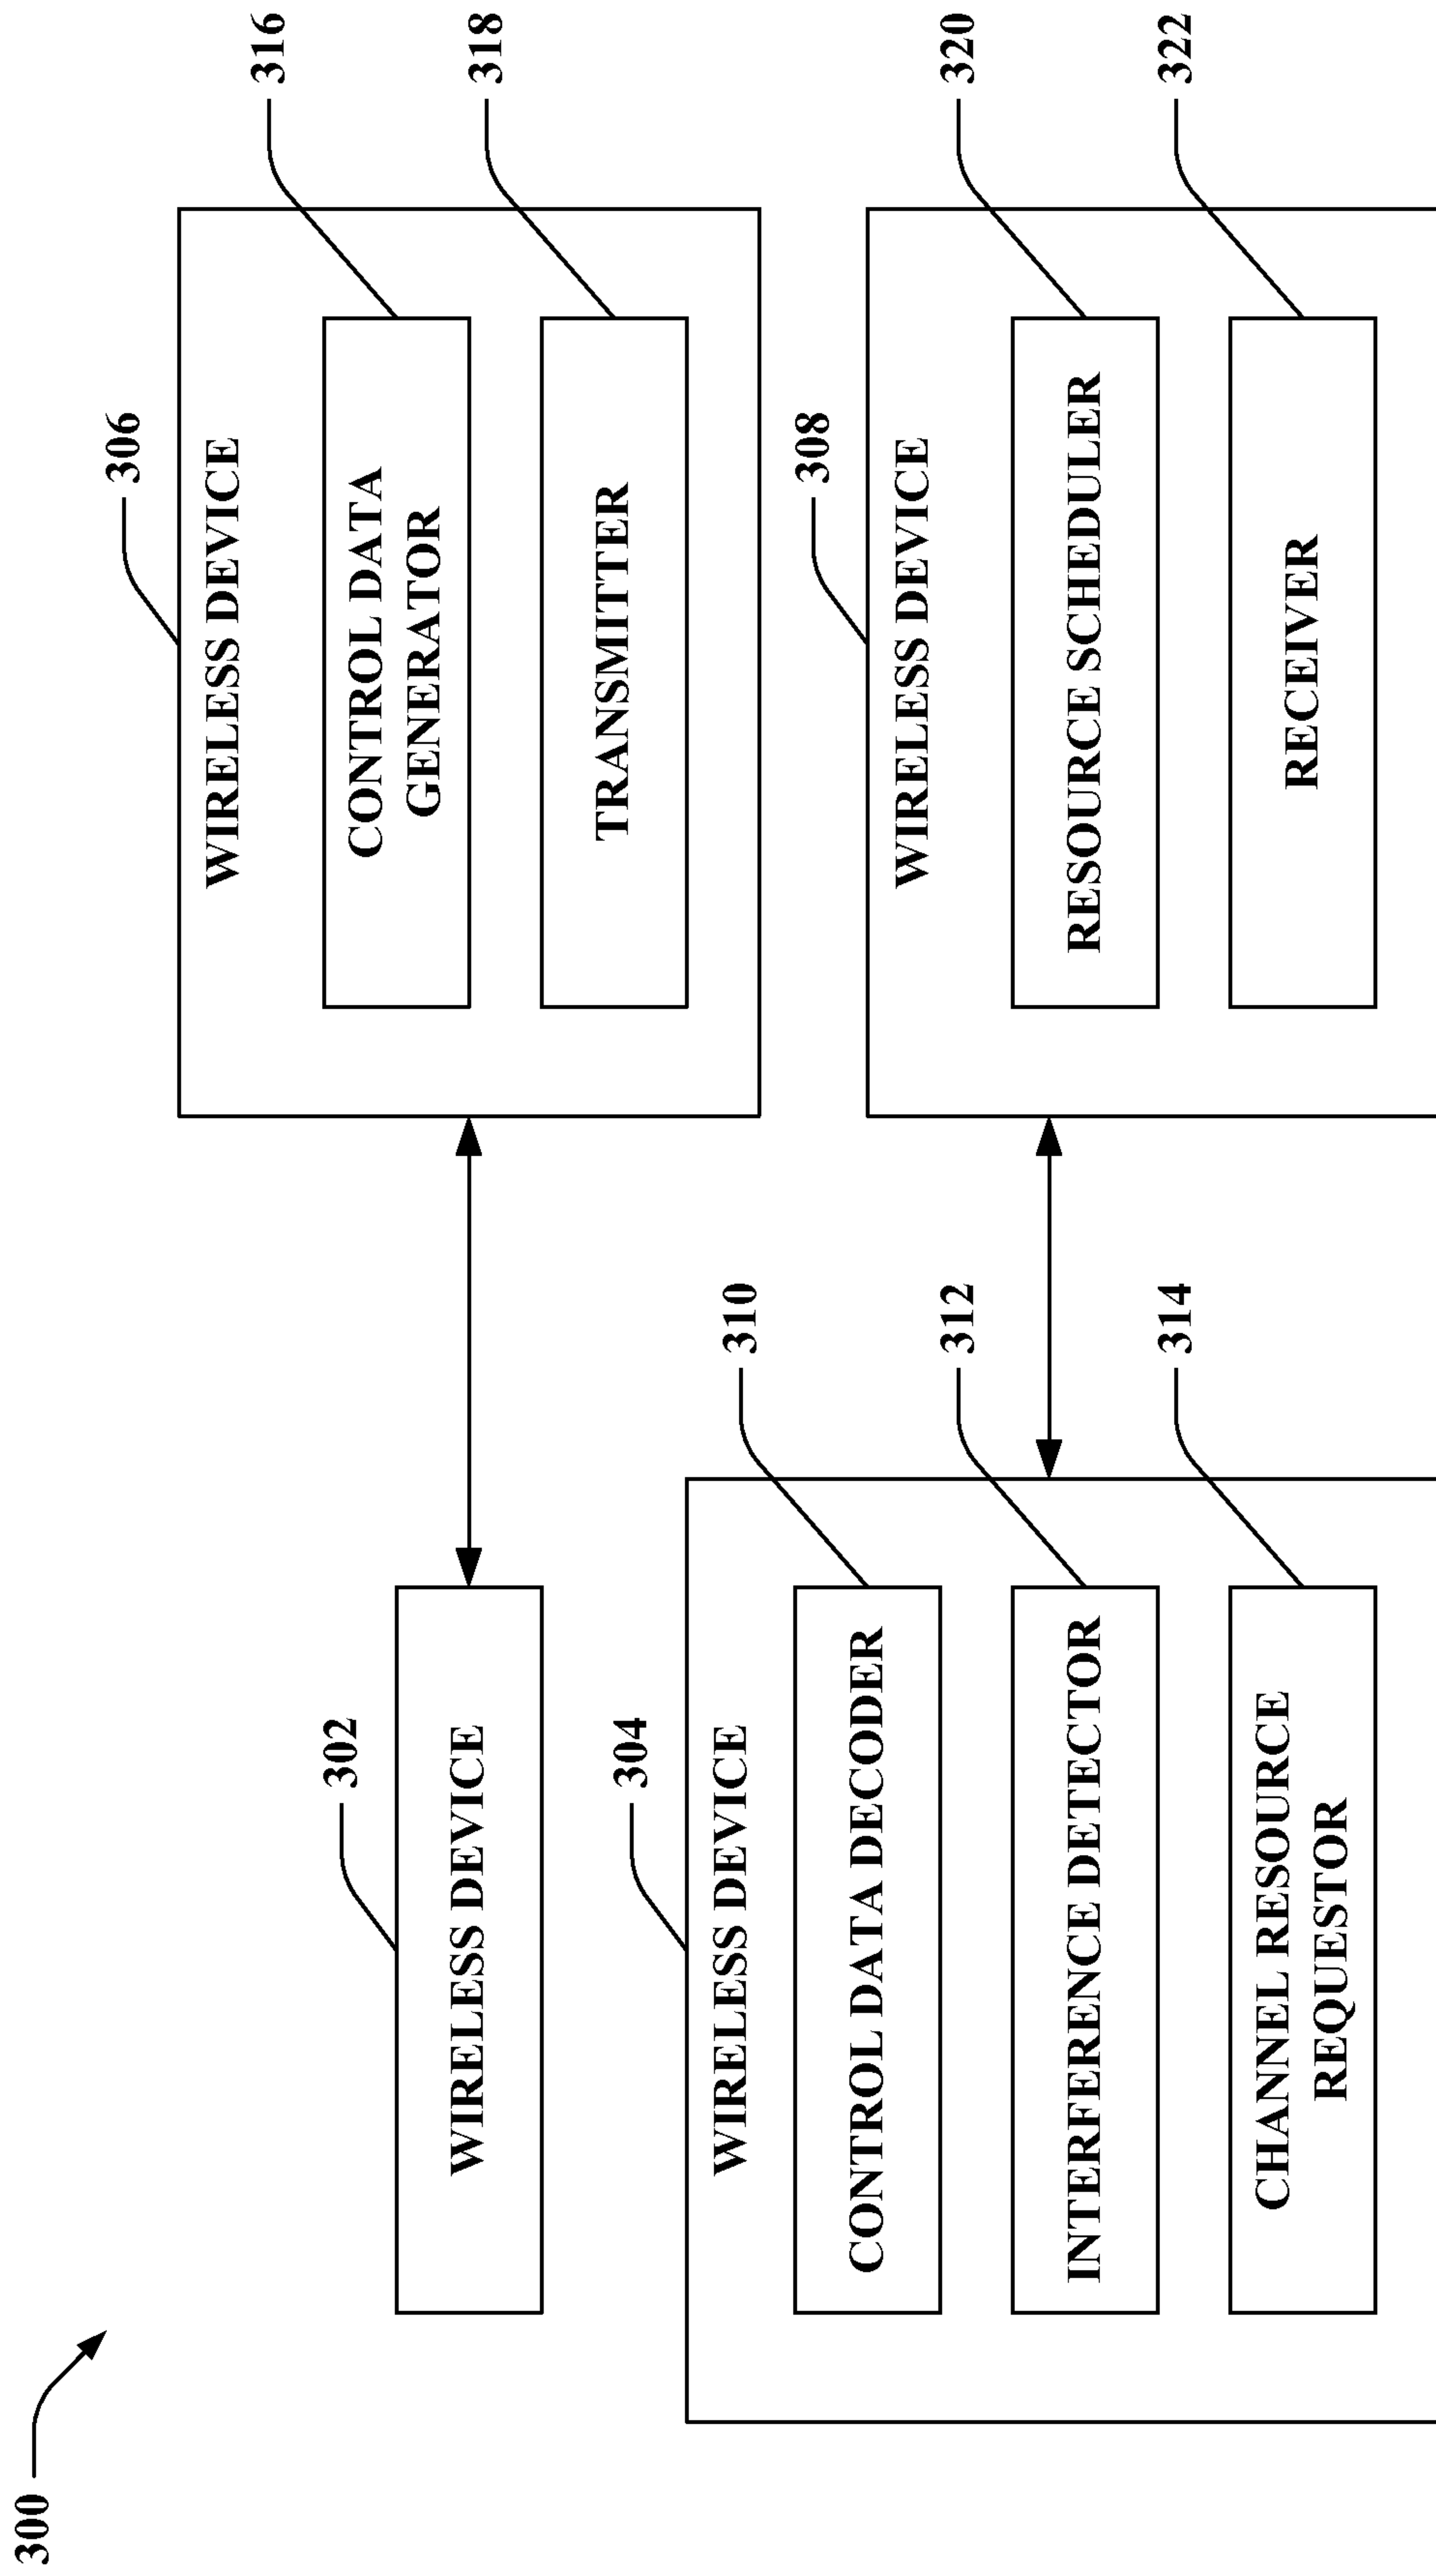 300
302
WIRELESS DEVICE
304
WIRELESS DEVICE
310
CONTROL DATA DECODER
312
INTERFERENCE DETECTOR
314
CHANNEL RESOURCE
REQUESTOR
306
WIRELESS DEVICE
316
CONTROL DATA
GENERATOR
318
TRANSMITTER
308
WIRELESS DEVICE
320
RESOURCE SCHEDULER
322
RECEIVER